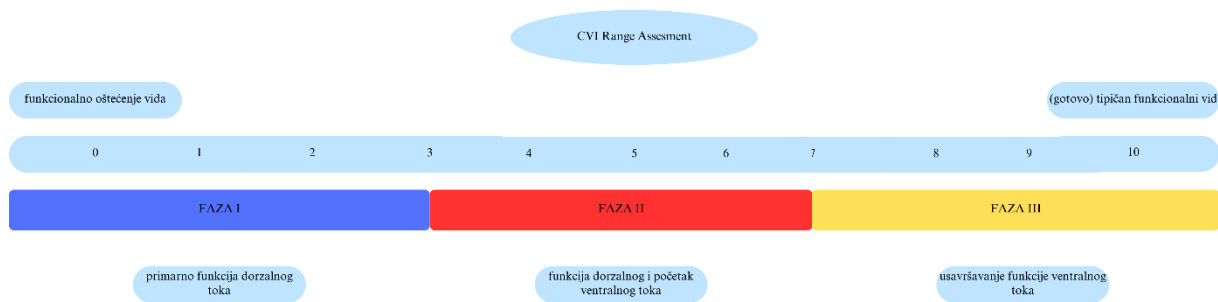 CVI Range Assesment
funkcionalno oštećenje vida
(gotovo) tipičan funkcionalni vid
0 1 2 3 4 5 6 7 8 9 10
FAZA I
FAZA II
FAZA III
primarno funkcija dorzalnog
toka
funkcija dorzalnog i početak
ventralnog toka
usavršavanje funkcije ventralnog
toka